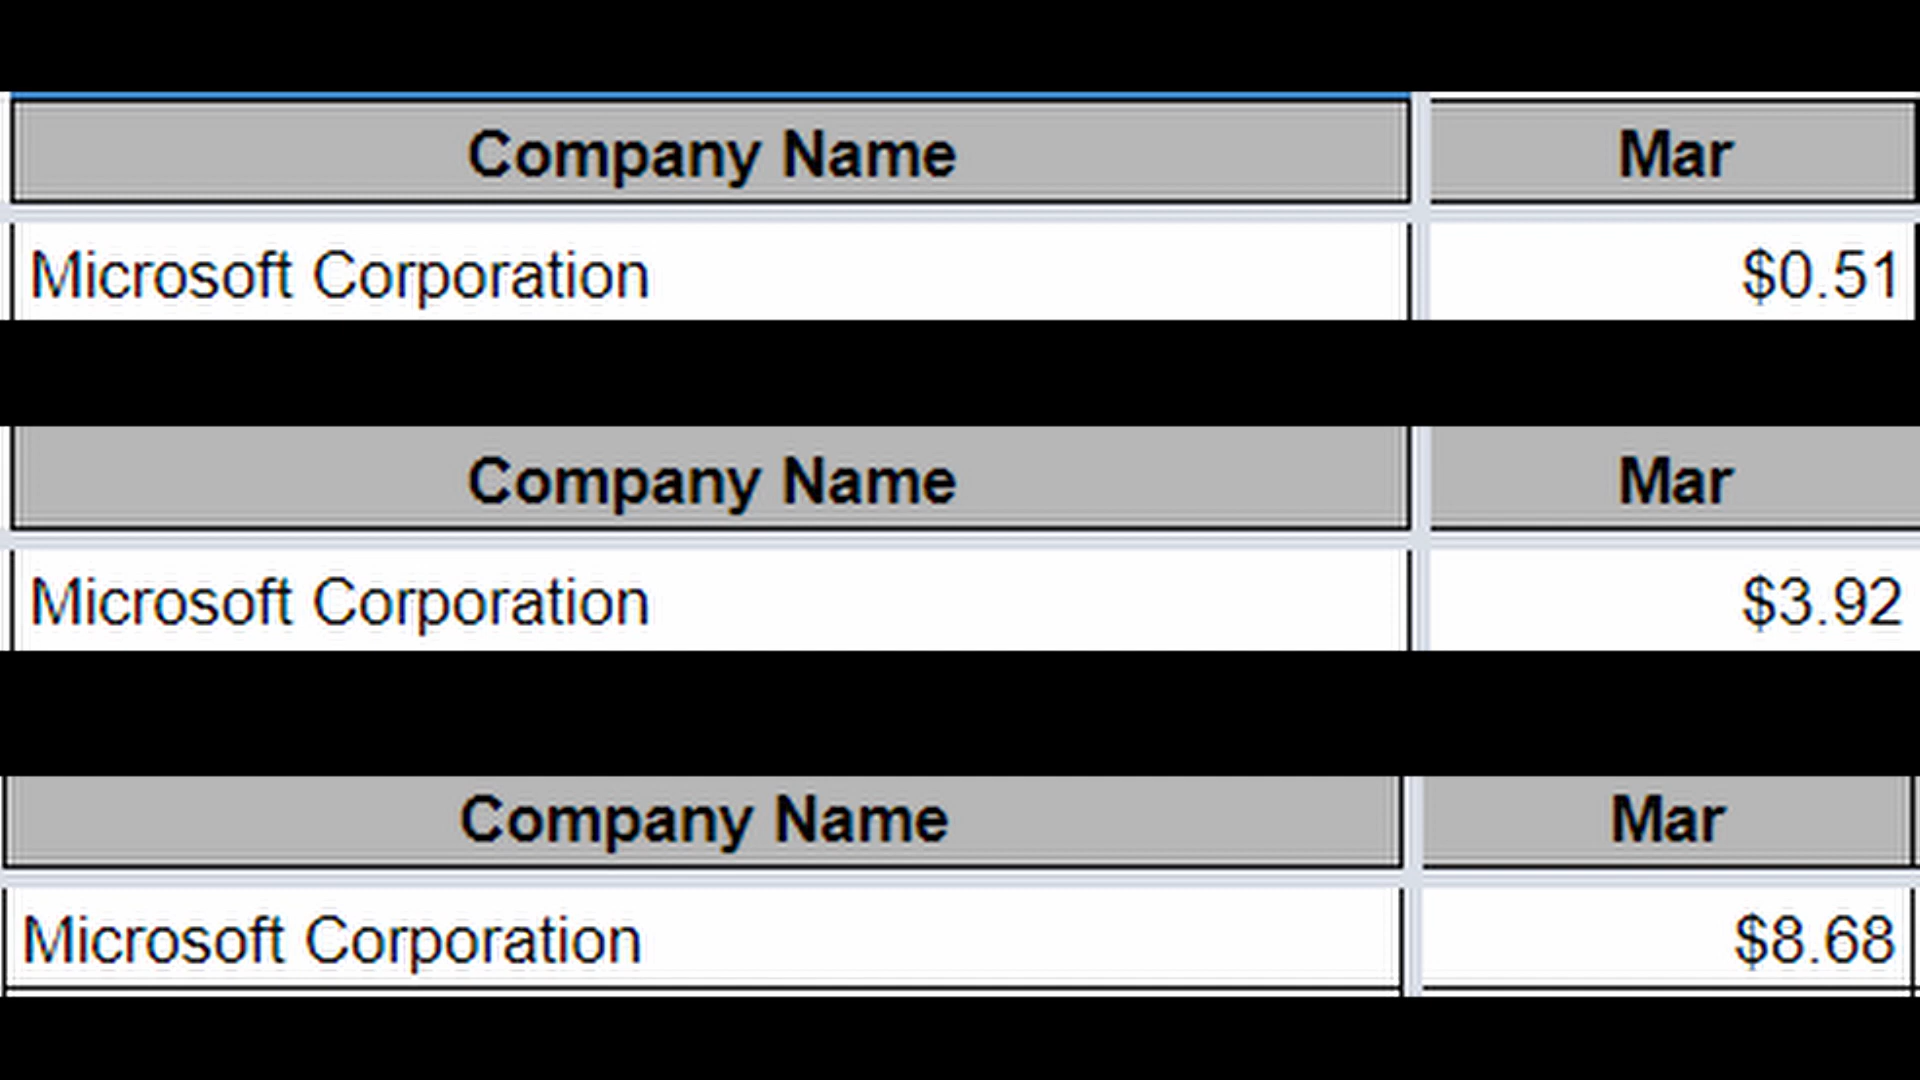 Company Name Mar
Microsoft Corporation $0.51
Company Name Mar
Microsoft Corporation $3.92
Company Name Mar
Microsoft Corporation $8.68